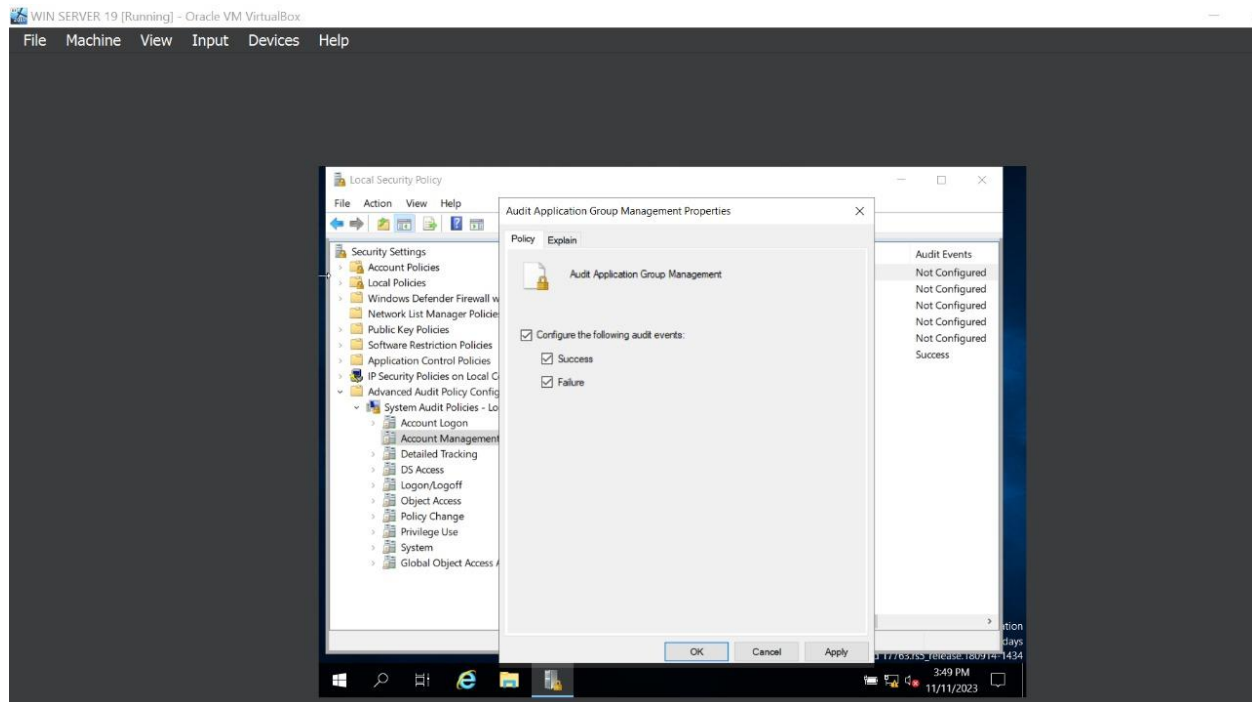 WIN SERVER 19 [Running] - Oracle VM VirtualBox
File Machine View Input Devices Help
Local Security Policy
File Action View Help
Security Settings
Account Policies
Local Policies
Windows Defender Firewall w
Network List Manager Policie
Public Key Policies
Software Restriction Policies
Application Control Policies
IP Security Policies on Local C
Advanced Audit Policy Config
System Audit Policies - Lo
Account Logon
Account Management
Detailed Tracking
DS Access
Logon/Logoff
Object Access
Policy Change
Privilege Use
System
Global Object Access A
Audit Application Group Management Properties
Policy Explain
Audit Application Group Management
Configure the following audit events:
Success
Failure
OK Cancel Apply
Audit Events
Not Configured
Not Configured
Not Configured
Not Configured
Not Configured
Success
ation
days
17763.rs5_release.180914-1434
3:49 PM
11/11/2023